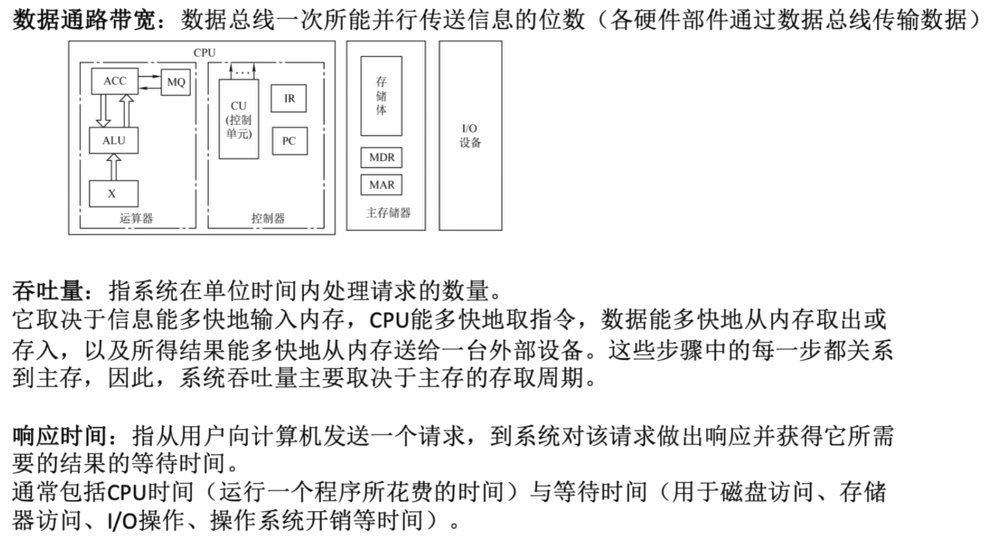 数据通路带宽：数据总线一次所能并行传送信息的位数（各硬件部件通过数据总线传输数据）
CPU
ACC
MQ
ALU
X
运算器
CU
(控制
单元)
IR
PC
控制器
存
储
体
MDR
MAR
主存储器
I/O
设备
吞吐量：指系统在单位时间内处理请求的数量。
它取决于信息能多快地输入内存，CPU能多快地取指令，数据能多快地从内存取出或
存入，以及所得结果能多快地从内存送给一台外部设备。这些步骤中的每一步都关系
到主存，因此，系统吞吐量主要取决于主存的存取周期。
响应时间：指从用户向计算机发送一个请求，到系统对该请求做出响应并获得它所需
要的结果的等待时间。
通常包括CPU时间（运行一个程序所花费的时间）与等待时间（用于磁盘访问、存储
器访问、I/O操作、操作系统开销等时间）。